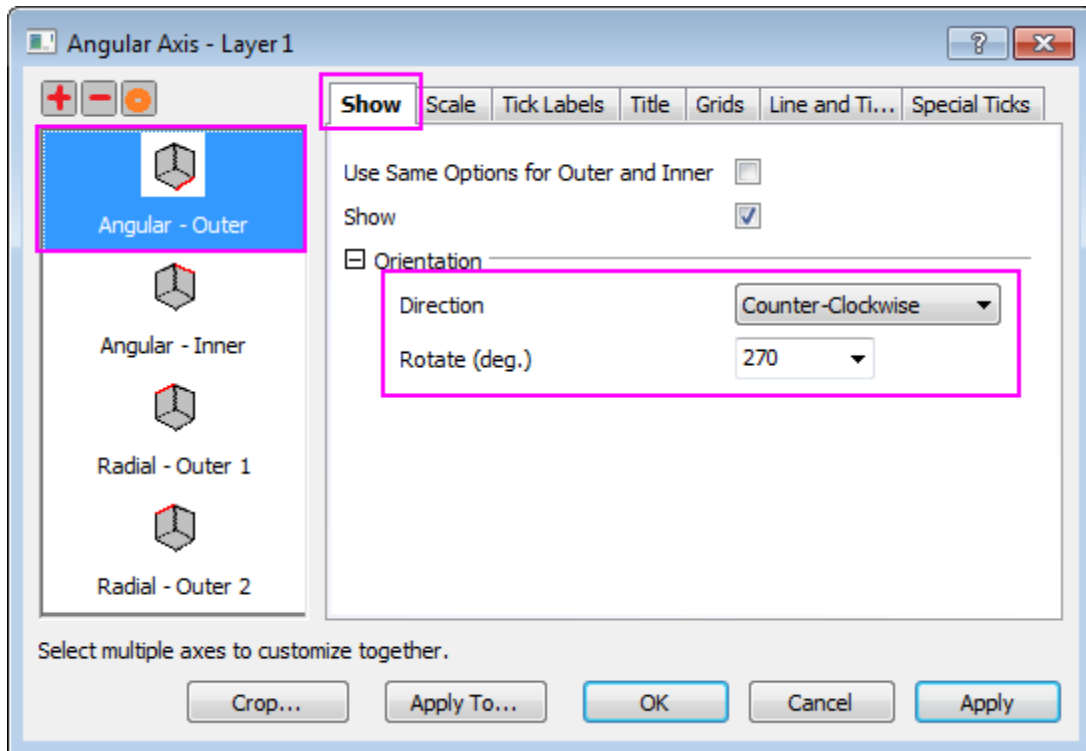 Angular Axis - Layer 1
Show Scale Tick Labels Title Grids Line and Ti... Special Ticks
Angular - Outer
Angular - Inner
Radial - Outer 1
Radial - Outer 2
Use Same Options for Outer and Inner
Show
Orientation
Direction Counter-Clockwise
Rotate (deg.) 270
Select multiple axes to customize together.
Crop... Apply To... OK Cancel Apply